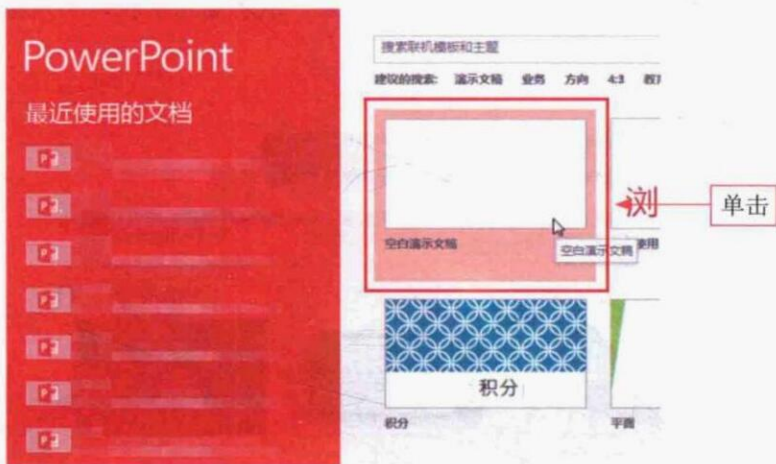 PowerPoint
最近使用的文档
搜索联机模板和主题
建议的搜索: 演示文稿 业务 方向 4:3
空白演示文稿
空白演示文稿
浏
使用
单击
积分
积分
平面